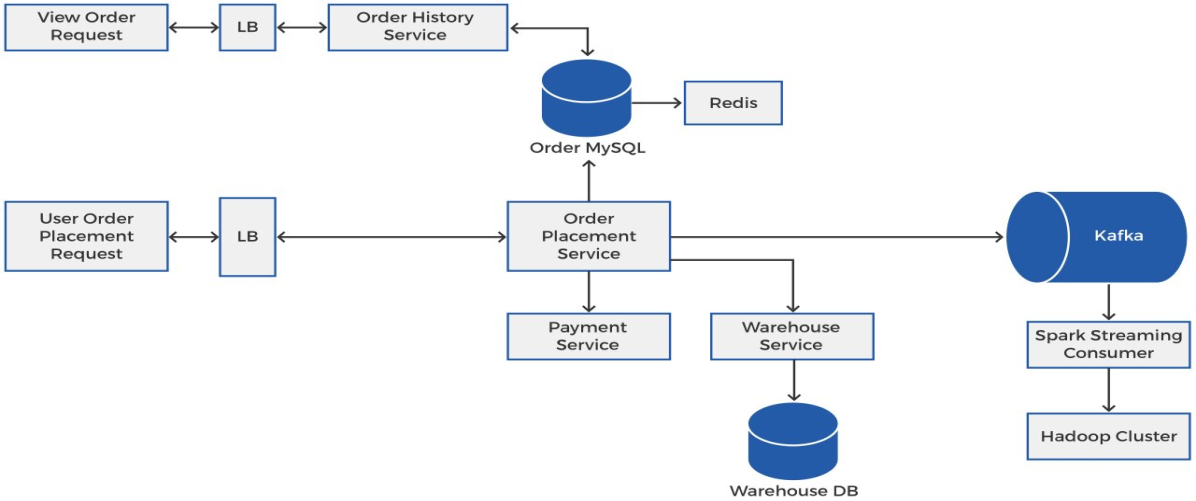 View Order
Request
LB
Order History
Service
Redis
Order MySQL
User Order
Placement
Request
LB
Order
Placement
Service
Kafka
Payment
Service
Warehouse
Service
Spark Streaming
Consumer
Hadoop Cluster
Warehouse DB